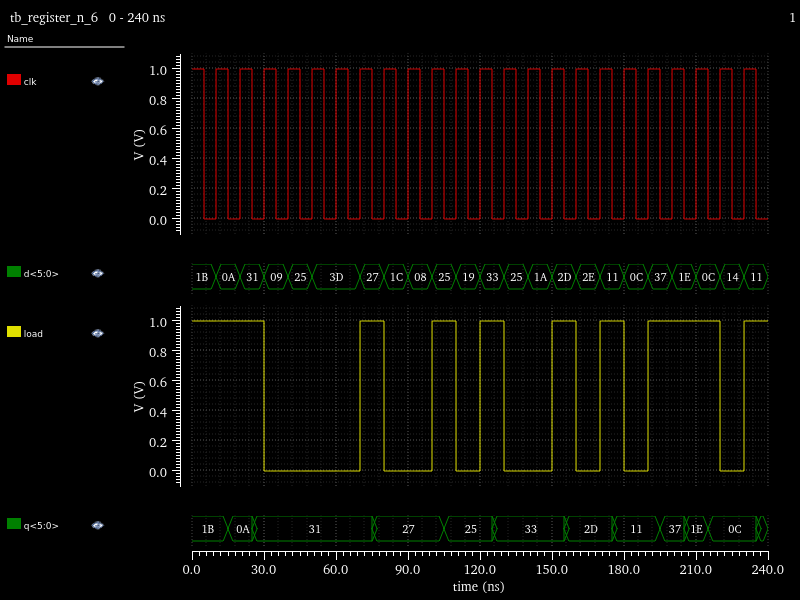 tb_register_n_6 0 - 240 ns 1
Name
clk
1.0
0.8
0.6
0.4
0.2
0.0
V (V)
d<5:0>
1B 0A 31 09 25 3D 27 1C 08 25 19 33 25 1A 2D 2E 11 0C 37 1E 0C 14 11
load
1.0
0.8
0.6
0.4
0.2
0.0
V (V)
q<5:0>
1B 0A 31 27 25 33 2D 11 37 1E 0C
0.0 30.0 60.0 90.0 120.0 150.0 180.0 210.0 240.0
time (ns)